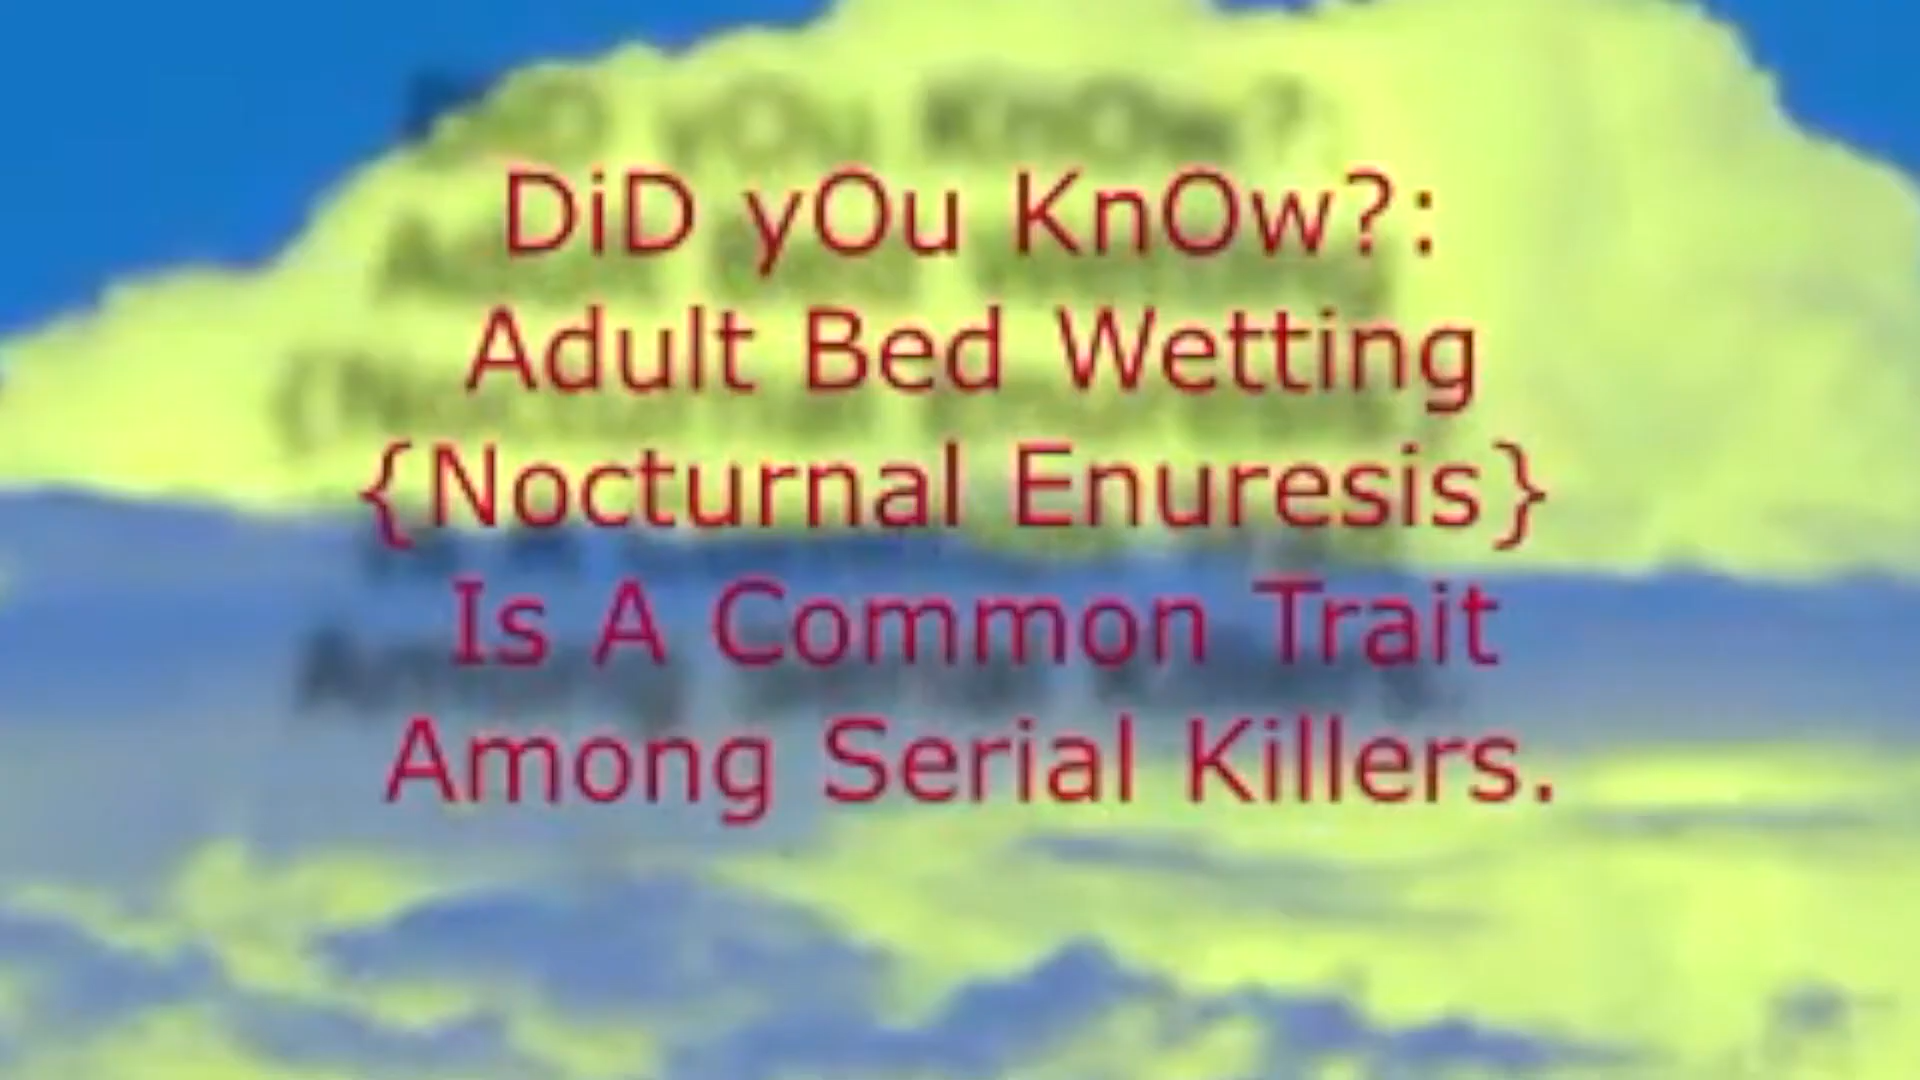 DiD yOu KnOw?:
Adult Bed Wetting
{Nocturnal Enuresis}
Is A Common Trait
Among Serial Killers.